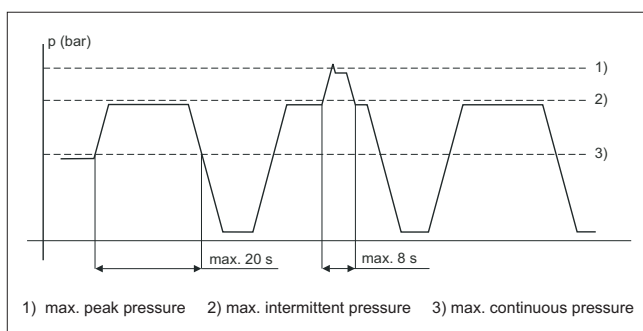 p (bar)
1)
2)
3)
max. 20 s
max. 8 s
1) max. peak pressure 2) max. intermittent pressure 3) max. continuous pressure